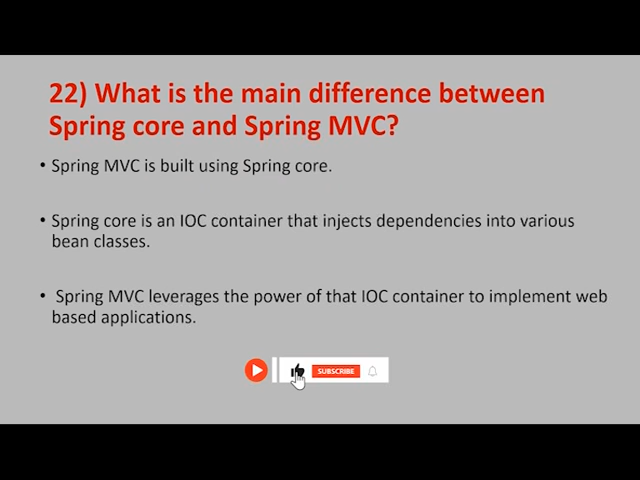 22) What is the main difference between
Spring core and Spring MVC?
• Spring MVC is built using Spring core.
• Spring core is an IOC container that injects dependencies into various
bean classes.
• Spring MVC leverages the power of that IOC container to implement web
based applications.
SUBSCRIBE